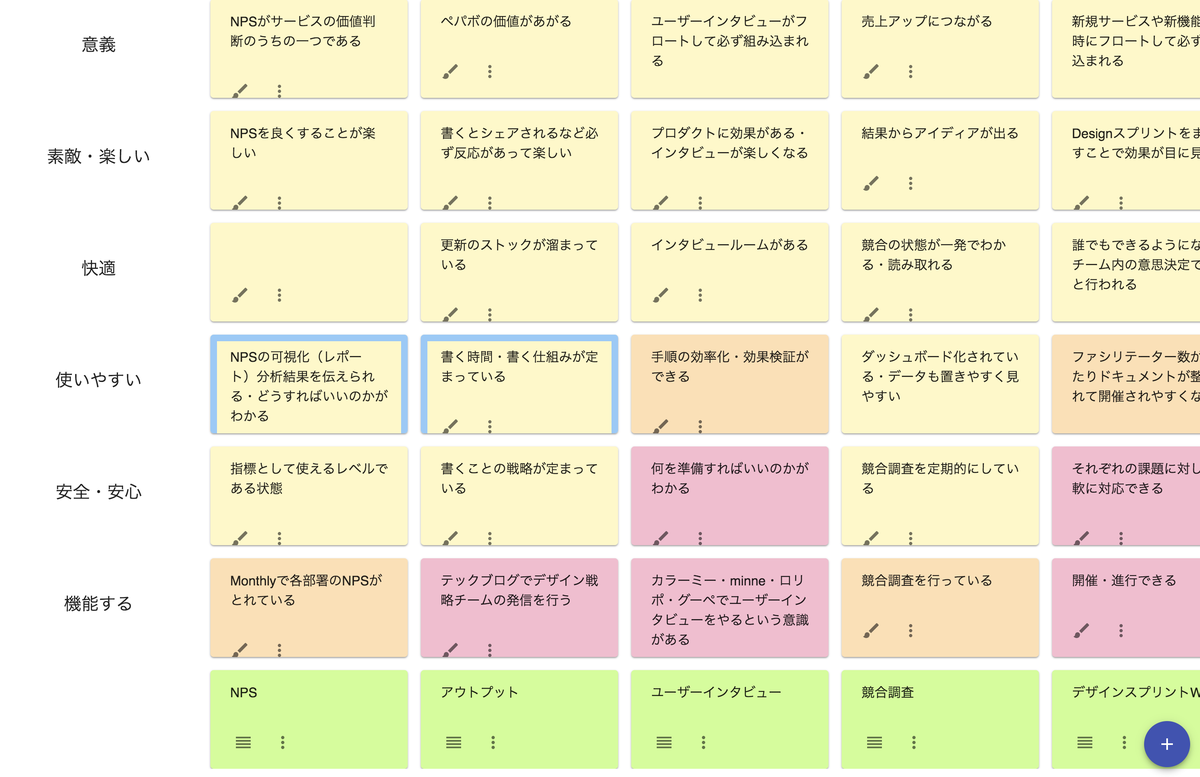 意義
NPSがサービスの価値判
断のうちの一つである
ペパボの価値があがる
ユーザーインタビューがフ
ロートして必ず組み込まれ
る
売上アップにつながる
新規サービスや新機能
時にフロートして必ず
込まれる
素敵・楽しい
NPSを良くすることが楽
しい
書くとシェアされるなど必
ず反応があって楽しい
プロダクトに効果がある・
インタビューが楽しくなる
結果からアイディアが出る
Designスプリントをま
すことで効果が目に見
快適
更新のストックが溜まって
いる
インタビュールームがある
競合の状態が一発でわか
る・読み取れる
誰でもできるようにな
チーム内の意思決定で
と行われる
使いやすい
NPSの可視化（レポー
ト）分析結果を伝えられ
る・どうすればいいのかが
わかる
書く時間・書く仕組みが定
まっている
手順の効率化・効果検証が
できる
ダッシュボード化されてい
る・データも置きやすく見
やすい
ファシリテーター数が
たりドキュメントが整
れて開催されやすくな
安全・安心
指標として使えるレベルで
ある状態
書くことの戦略が定まって
いる
何を準備すればいいのかが
わかる
競合調査を定期的にしてい
る
それぞれの課題に対し
軟に対応できる
機能する
Monthlyで各部署のNPSが
とれている
テックブログでデザイン戦
略チームの発信を行う
カラーミー・minne・ロリ
ポ・グーペでユーザーイン
タビューをやるという意識
がある
競合調査を行っている
開催・進行できる
NPS
アウトプット
ユーザーインタビュー
競合調査
デザインスプリントW